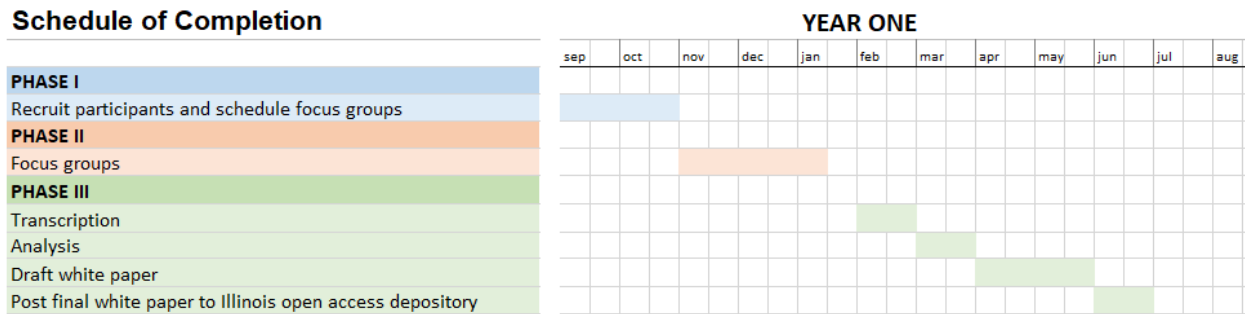 Schedule of Completion
YEAR ONE
sep oct nov dec jan feb mar apr may jun jul aug
PHASE I
Recruit participants and schedule focus groups
PHASE II
Focus groups
PHASE III
Transcription
Analysis
Draft white paper
Post final white paper to Illinois open access depository